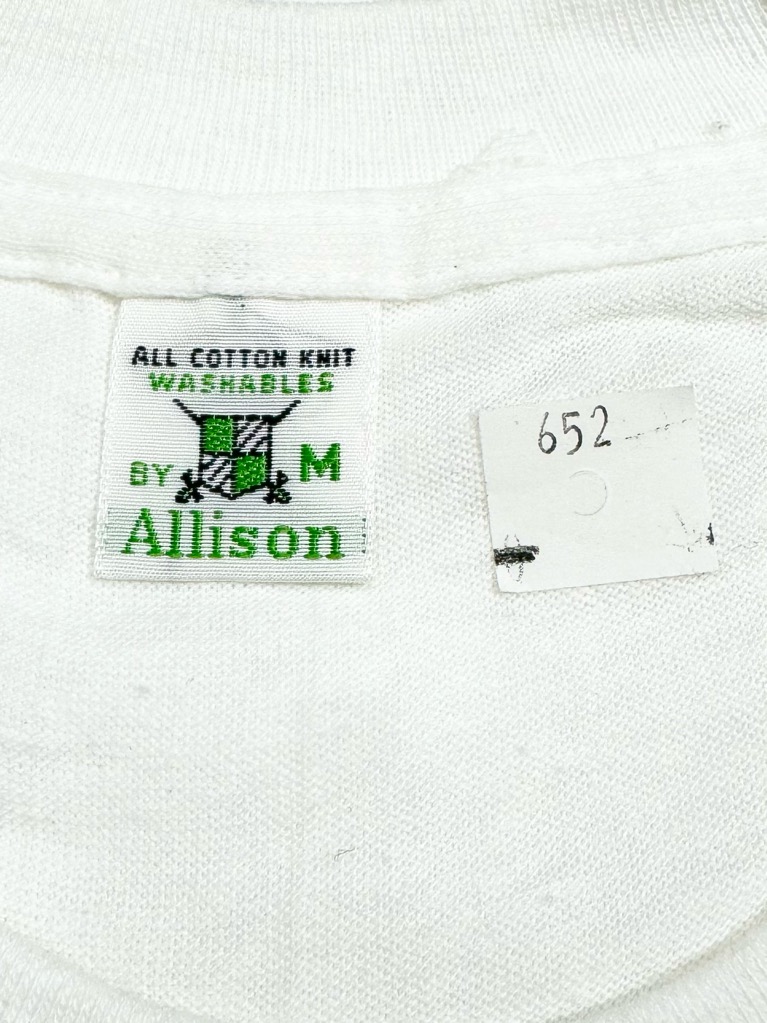 ALL COTTON KNIT
WASHABLES
BY M
Allison
652